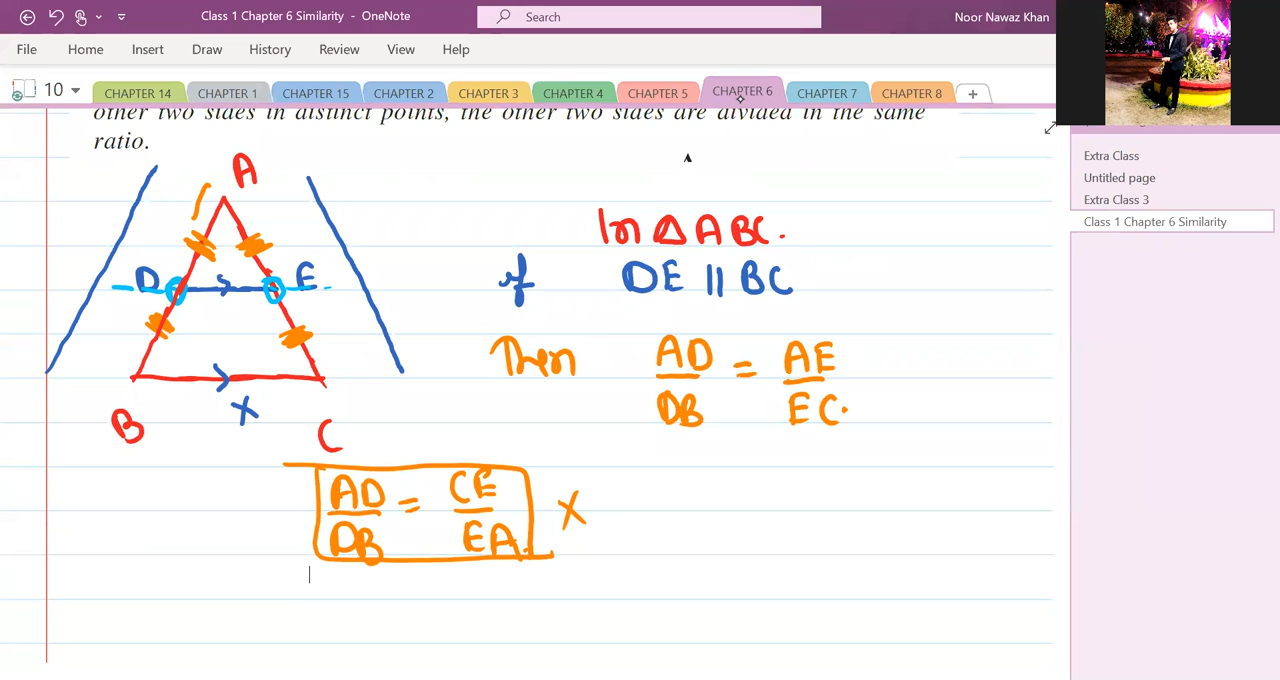 Class 1 Chapter 6 Similarity - OneNote
Search
Noor Nawaz Khan
File Home Insert Draw History Review View Help
10
CHAPTER 14 CHAPTER 1 CHAPTER 15 CHAPTER 2 CHAPTER 3 CHAPTER 4 CHAPTER 5 CHAPTER 6 CHAPTER 7 CHAPTER 8 +
other two sides in distinct points, the other two sides are divided in the same
ratio.
A
In △ ABC.
D E
if DE || BC
Then AD/DB = AE/EC.
X
B C
AD/DB = CE/EA. X
Extra Class
Untitled page
Extra Class 3
Class 1 Chapter 6 Similarity